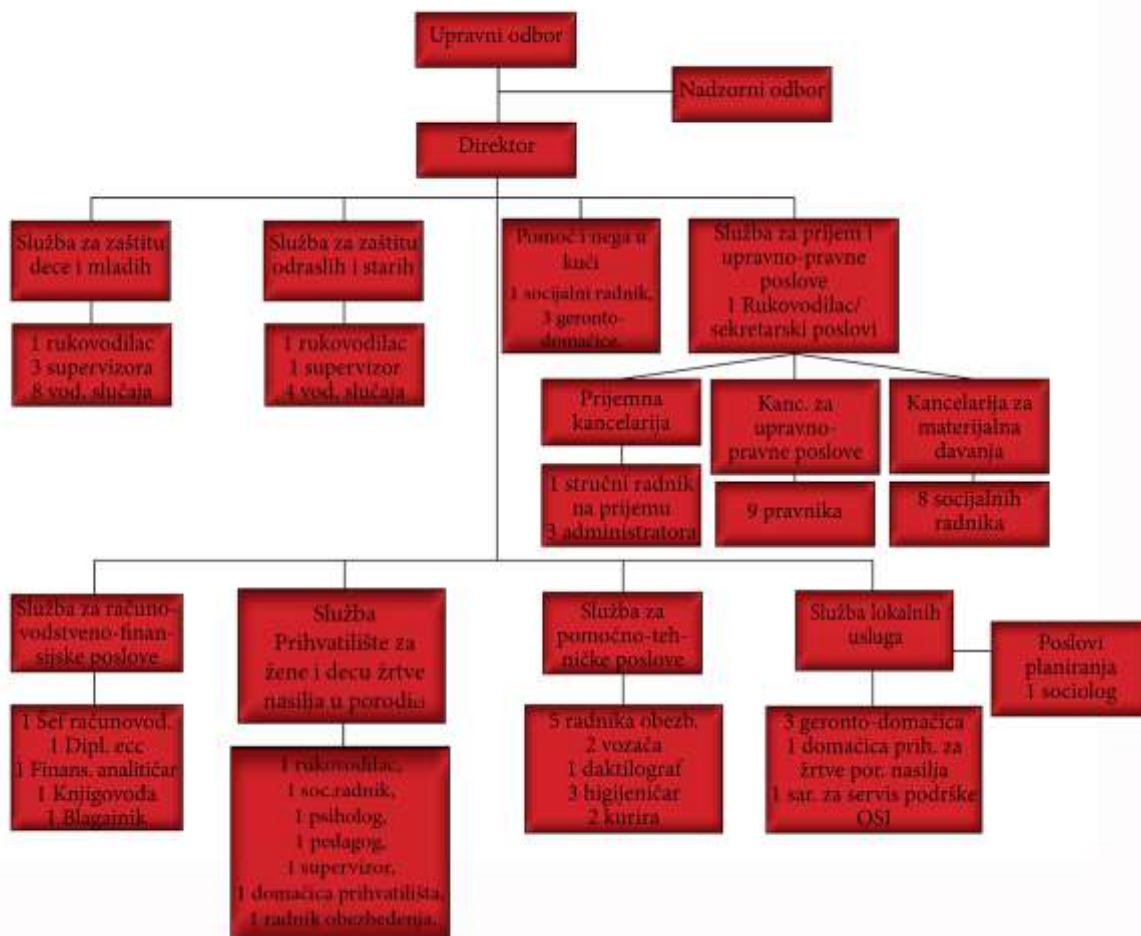 Upravni odbor
Nadzorni odbor
Direktor
Služba za zaštitu
dece i mladih
1 rukovodilac
3 supervizora
8 vod. slučaja
Služba za zaštitu
odraslih i starih
1 rukovodilac
1 supervizor
4 vod. slučaja
Pomoć i nega u
kući
1 socijalni radnik,
3 geronto-
domaćice.
Služba za prijem i
upravno-pravne
poslove
1 Rukovodilac/
sekretarski poslovi
Prijemna
kancelarija
1 stručni radnik
na prijemu
3 administratora
Kanc. za
upravno-
pravne poslove
9 pravnika
Kancelarija za
materijalna
davanja
8 socijalnih
radnika
Služba za računo-
vodstveno-finan-
sijske poslove
1 Šef računovod.
1 Dipl. ecc
1 Finans. analitičar
1 Knjigovođa
1 Blagajnik
Služba
Prihvatilište za
žene i decu žrtve
nasilja u porodici
1 rukovodilac,
1 soc.radnik,
1 psiholog,
1 pedagog,
1 supervizor,
1 domaćica prihvatilišta,
1 radnik obezbeđenja.
Služba za
pomoćno-teh-
ničke poslove
5 radnika obezb.
2 vozača
1 daktilograf
3 higijeničar
2 kurira
Služba lokalnih
usluga
3 geronto-domaćica
1 domaćica prih. za
žrtve por. nasilja
1 sar. za servis podrške
OSI
Poslovi
planiranja
1 sociolog